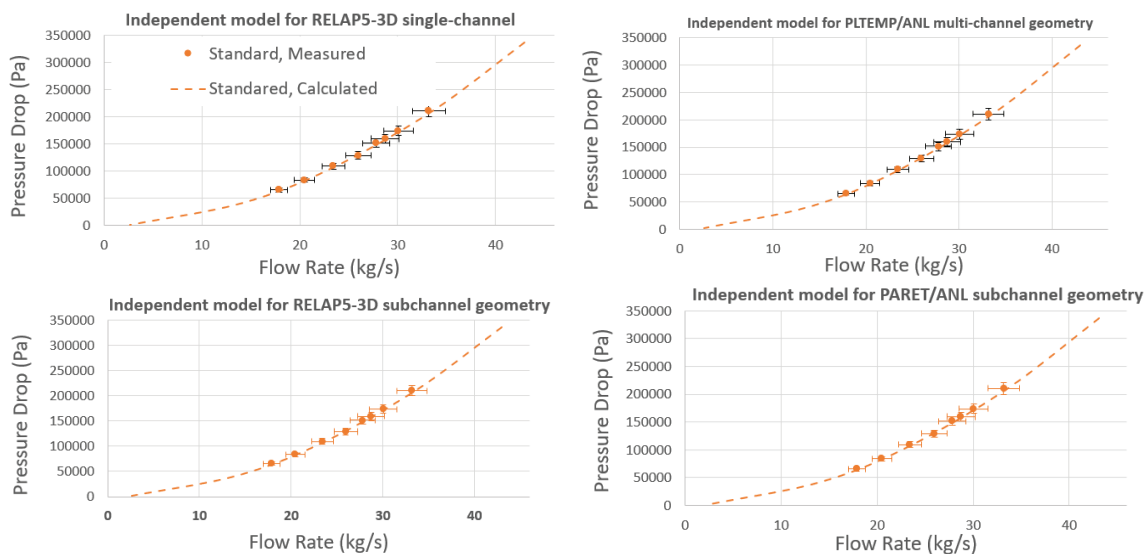 Independent model for RELAP5-3D single-channel
350000
300000
250000
200000
150000
100000
50000
0
Pressure Drop (Pa)
Standard, Measured
Standared, Calculated
0 10 20 30 40
Flow Rate (kg/s)
Independent model for PLTEMP/ANL multi-channel geometry
350000
300000
250000
200000
150000
100000
50000
0
Pressure Drop (Pa)
0 10 20 30 40
Flow Rate (kg/s)
Independent model for RELAP5-3D subchannel geometry
350000
300000
250000
200000
150000
100000
50000
0
Pressure Drop (Pa)
0 10 20 30 40
Flow Rate (kg/s)
Independent model for PARET/ANL subchannel geometry
350000
300000
250000
200000
150000
100000
50000
0
Pressure Drop (Pa)
0 10 20 30 40
Flow Rate (kg/s)